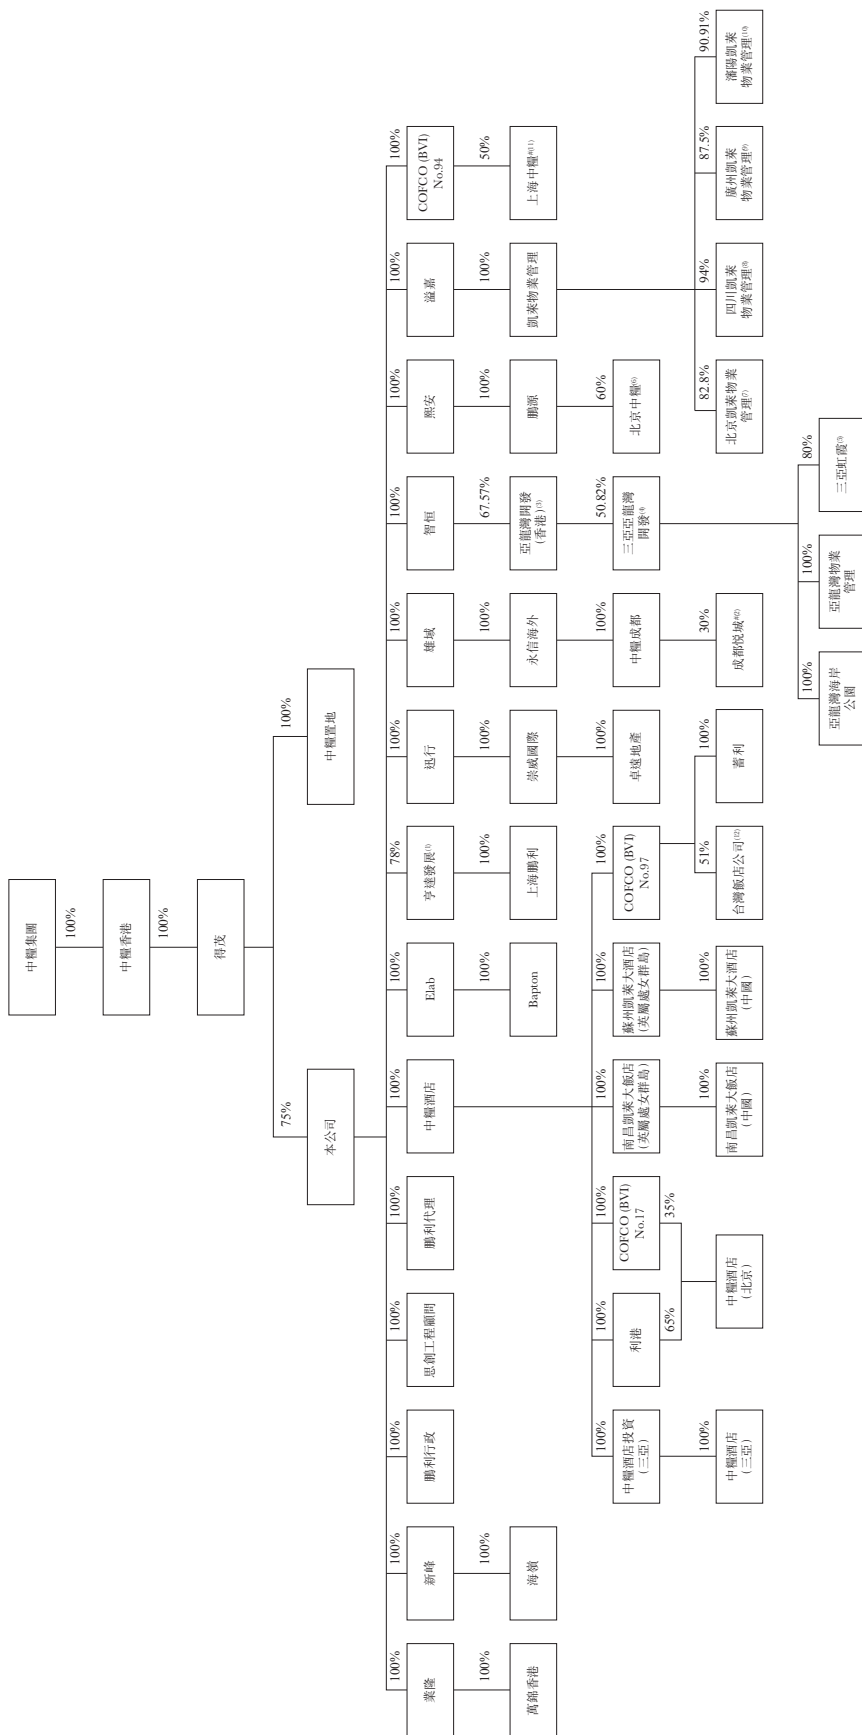 中糧集團
100%
中糧香港
100%
得茂
75%
100%
本公司
中糧置地
100%
100%
100%
100%
100%
100%
100%
78%
100%
100%
100%
100%
100%
100%
業隆
新峰
鵬利行政
思創工程顧問
鵬利代理
中糧酒店
Elab
亨達發展(1)
迅行
雄域
智恒
熙安
溢嘉
COFCO (BVI)
No.94
100%
100%
100%
100%
100%
100%
67.57%
100%
100%
50%
萬錦香港
海嶺
Bapton
上海鵬利
崇威國際
永信海外
亞龍灣開發
(香港)(3)
鵬源
凱萊物業管理
上海中糧#(11)
100%
100%
100%
100%
100%
100%
100%
100%
50.82%
60%
中糧酒店投資
(三亞)
利港
COFCO (BVI)
No.17
南昌凱萊大飯店
(英屬處女群島)
蘇州凱萊大酒店
(英屬處女群島)
COFCO (BVI)
No.97
卓遠地產
中糧成都
三亞亞龍灣
開發(4)
北京中糧(6)
100%
65%
35%
100%
100%
51%
100%
30%
82.8%
94%
87.5%
90.91%
中糧酒店
(三亞)
中糧酒店
(北京)
南昌凱萊大飯店
(中國)
蘇州凱萊大酒店
(中國)
台灣飯店公司(12)
蓄利
成都悅城#(2)
北京凱萊物業
管理(7)
四川凱萊
物業管理(8)
廣州凱萊
物業管理(9)
瀋陽凱萊
物業管理(10)
100%
100%
80%
亞龍灣海岸
公園
亞龍灣物業
管理
三亞虹霞(5)